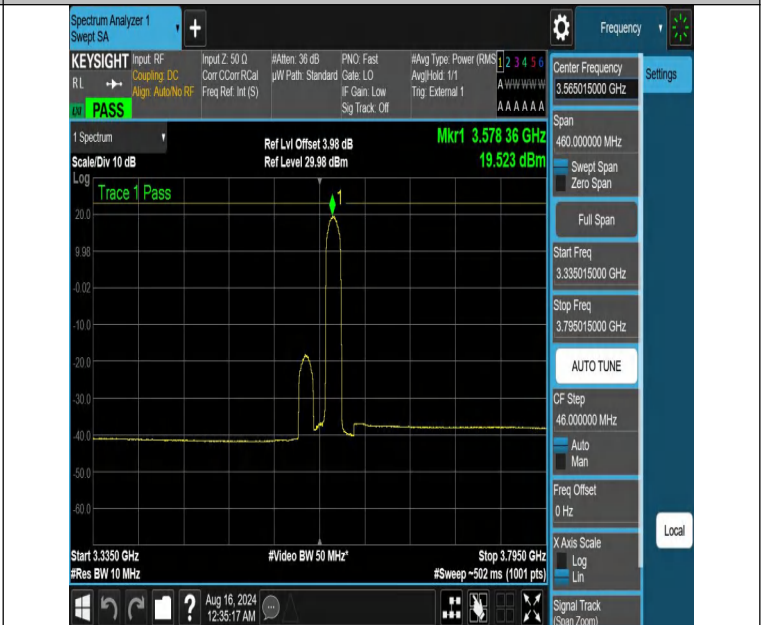 Spectrum Analyzer 1
Swept SA
+
Frequency
KEYSIGHT
RL
PASS
Input: RF
Coupling: DC
Align: Auto/No RF
Input Z: 50 Ω
Corr CCorr RCal
Freq Ref: Int (S)
#Atten: 36 dB
µW Path: Standard
PNO: Fast
Gate: LO
IF Gain: Low
Sig Track: Off
#Avg Type: Power (RMS
Avg|Hold: 1/1
Trig: External 1
1 2 3 4 5 6
A W W W W W
A A A A A A
1 Spectrum
Scale/Div 10 dB
Ref Lvl Offset 3.98 dB
Ref Level 29.98 dBm
Mkr1 3.578 36 GHz
19.523 dBm
Log
Trace 1 Pass
1
20.0
9.98
-0.02
-10.0
-20.0
-30.0
-40.0
-50.0
-60.0
Start 3.3350 GHz
#Res BW 10 MHz
#Video BW 50 MHz*
Stop 3.7950 GHz
#Sweep ~502 ms (1001 pts)
Aug 16, 2024
12:35:17 AM
?
Center Frequency
3.565015000 GHz
Span
460.000000 MHz
Swept Span
Zero Span
Full Span
Start Freq
3.335015000 GHz
Stop Freq
3.795015000 GHz
AUTO TUNE
CF Step
46.000000 MHz
Auto
Man
Freq Offset
0 Hz
X Axis Scale
Log
Lin
Signal Track
(Span Zoom)
Settings
Local